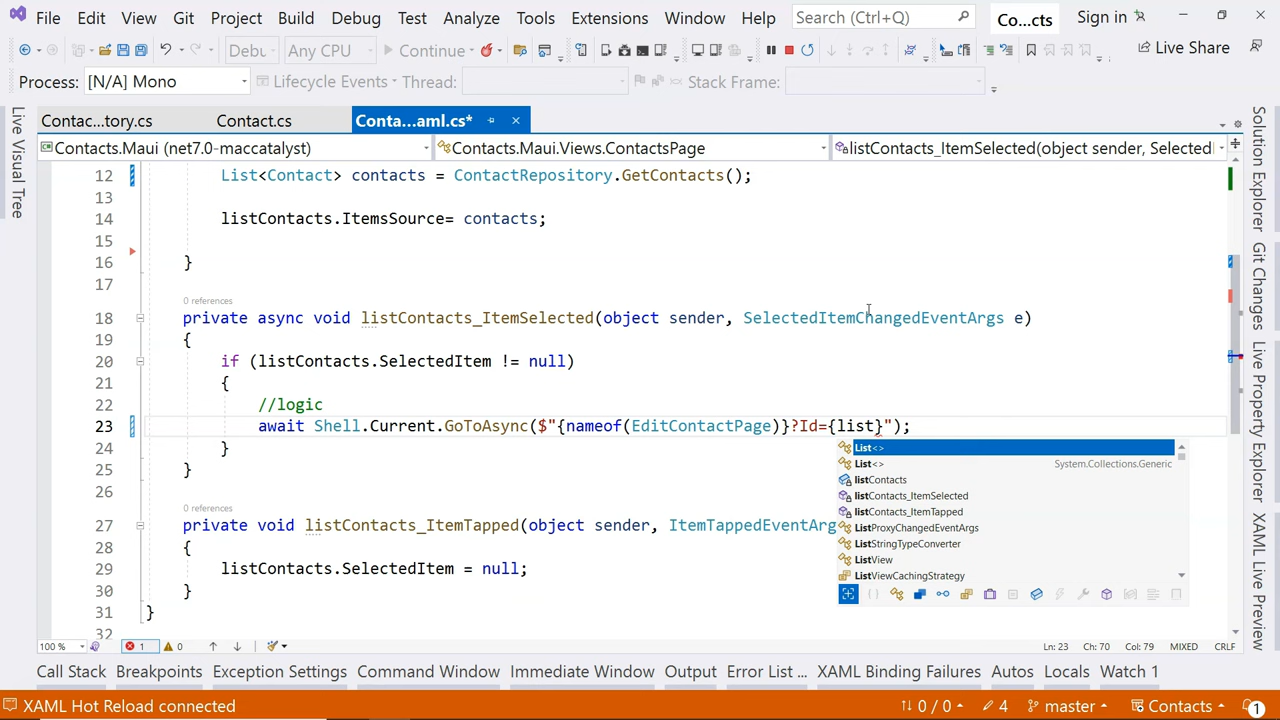 File Edit View Git Project Build Debug Test Analyze Tools Extensions Window Help Search (Ctrl+Q) Co...cts Sign in
Debu Any CPU Continue Live Share
Process: [N/A] Mono Lifecycle Events Thread: Stack Frame:
Contac...tory.cs Contact.cs Conta...aml.cs*
Contacts.Maui (net7.0-maccatalyst) Contacts.Maui.Views.ContactsPage listContacts_ItemSelected(object sender, Selected
12 List<Contact> contacts = ContactRepository.GetContacts();
13
14 listContacts.ItemsSource= contacts;
15
16 }
17
0 references
18 private async void listContacts_ItemSelected(object sender, SelectedItemChangedEventArgs e)
19 {
20 if (listContacts.SelectedItem != null)
21 {
22 //logic
23 await Shell.Current.GoToAsync($"{nameof(EditContactPage)}?Id={list}");
24 }
25 }
26
0 references
27 private void listContacts_ItemTapped(object sender, ItemTappedEventArg
28 {
29 listContacts.SelectedItem = null;
30 }
31 }
32
List<>
List<> System.Collections.Generic
listContacts
listContacts_ItemSelected
listContacts_ItemTapped
ListProxyChangedEventArgs
ListStringTypeConverter
ListView
ListViewCachingStrategy
100 % 1 0 Ln: 23 Ch: 70 Col: 79 MIXED CRLF
Call Stack Breakpoints Exception Settings Command Window Immediate Window Output Error List ... XAML Binding Failures Autos Locals Watch 1
XAML Hot Reload connected 0 / 0 4 master Contacts 1
Live Visual Tree
Solution Explorer
Git Changes
Live Property Explorer
XAML Live Preview